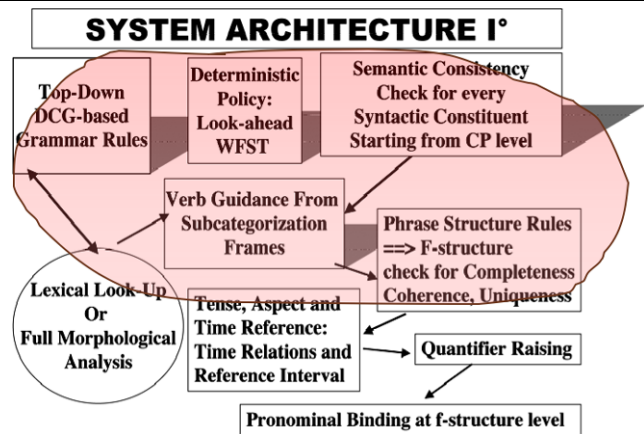 SYSTEM ARCHITECTURE I°
Top-Down
DCG-based
Grammar Rules
Deterministic
Policy:
Look-ahead
WFST
Semantic Consistency
Check for every
Syntactic Constituent
Starting from CP level
Verb Guidance From
Subcategorization
Frames
Phrase Structure Rules
==> F-structure
check for Completeness
Coherence, Uniqueness
Lexical Look-Up
Or
Full Morphological
Analysis
Tense, Aspect and
Time Reference:
Time Relations and
Reference Interval
Quantifier Raising
Pronominal Binding at f-structure level